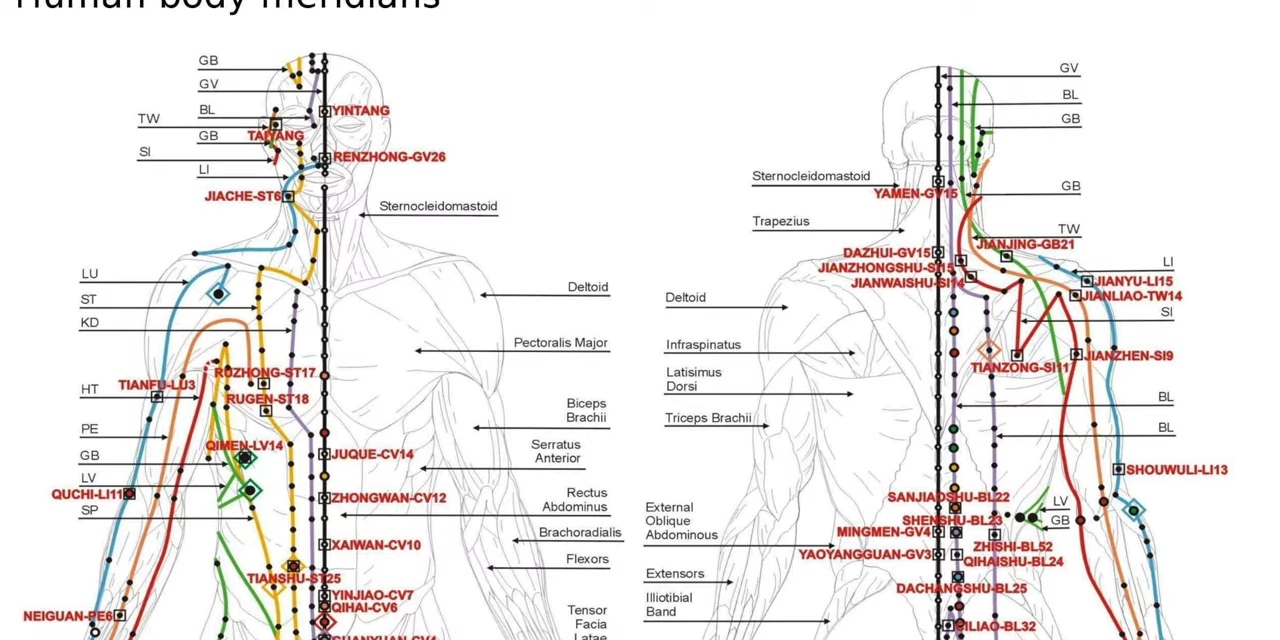 Human body meridians
GB
GV
BL
TW
GB
SI
LI
YINTANG
TAIYANG
RENZHONG-GV26
JIACHE-ST6
Sternocleidomastoid
LU
ST
KD
Deltoid
Pectoralis Major
RUZHONG-ST17
TIANFU-LU3
HT
RUGEN-ST18
Biceps
Brachii
PE
QIMEN-LV14
GB
JUQUE-CV14
Serratus
Anterior
LV
QUCHI-LI11
SP
ZHONGWAN-CV12
Rectus
Abdominus
Brachoradialis
XAIWAN-CV10
Flexors
TIANSHU-ST25
YINJIAO-CV7
QIHAI-CV6
NEIGUAN-PE6
Tensor
Facia
Latae
GUANYUAN-CV4
GV
BL
GB
Sternocleidomastoid
YAMEN-GV15
GB
Trapezius
TW
DAZHUI-GV15
JIANJING-GB21
JIANZHONGSHU-SI15
LI
JIANWAISHU-SI14
JIANYU-LI15
JIANLIAO-TW14
Deltoid
SI
Infraspinatus
JIANZHEN-SI9
TIANZONG-SI11
Latisimus
Dorsi
BL
Triceps Brachii
BL
SHOUWULI-LI13
SANJIAOSHU-BL22
LV
External
Oblique
Abdominous
SHENSHU-BL23
GB
MINGMEN-GV4
ZHISHI-BL52
YAOYANGGUAN-GV3
QIHAISHU-BL24
Extensors
DACHANGSHU-BL25
Illiotibial
Band
CILIAO-BL32